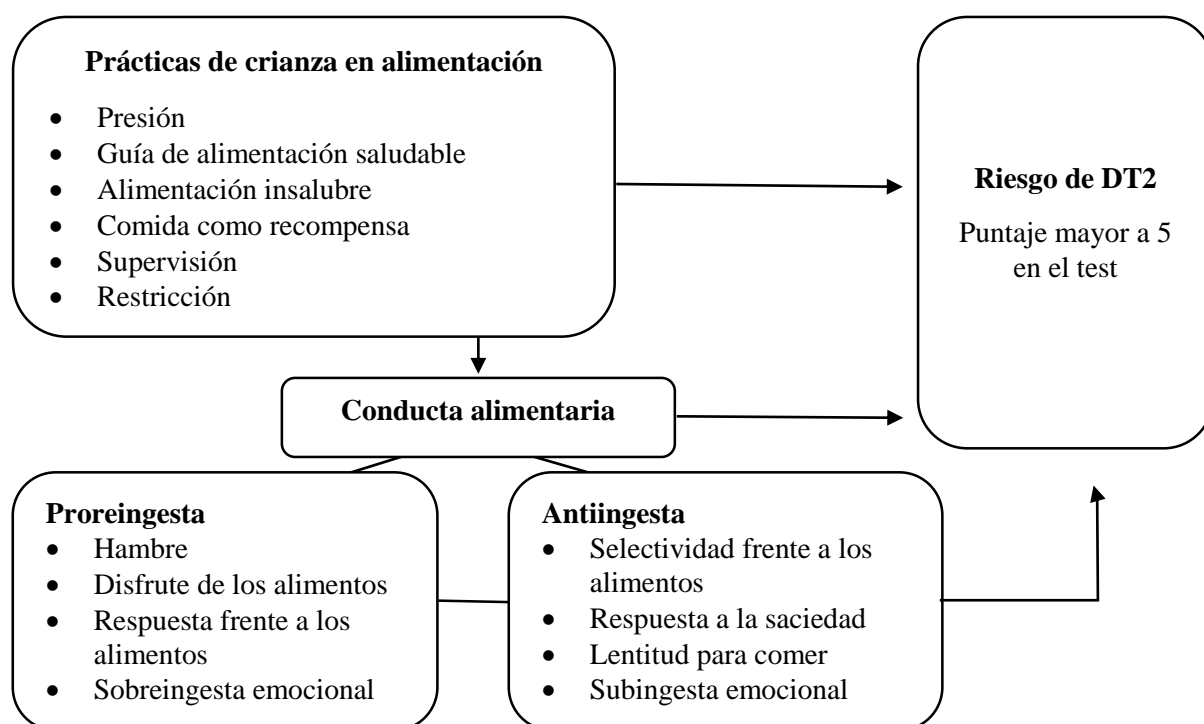 Prácticas de crianza en alimentación
• Presión
• Guía de alimentación saludable
• Alimentación insalubre
• Comida como recompensa
• Supervisión
• Restricción
Riesgo de DT2
Puntaje mayor a 5
en el test
Conducta alimentaria
Proreingesta
• Hambre
• Disfrute de los alimentos
• Respuesta frente a los
alimentos
• Sobreingesta emocional
Antiingesta
• Selectividad frente a los
alimentos
• Respuesta a la saciedad
• Lentitud para comer
• Subingesta emocional